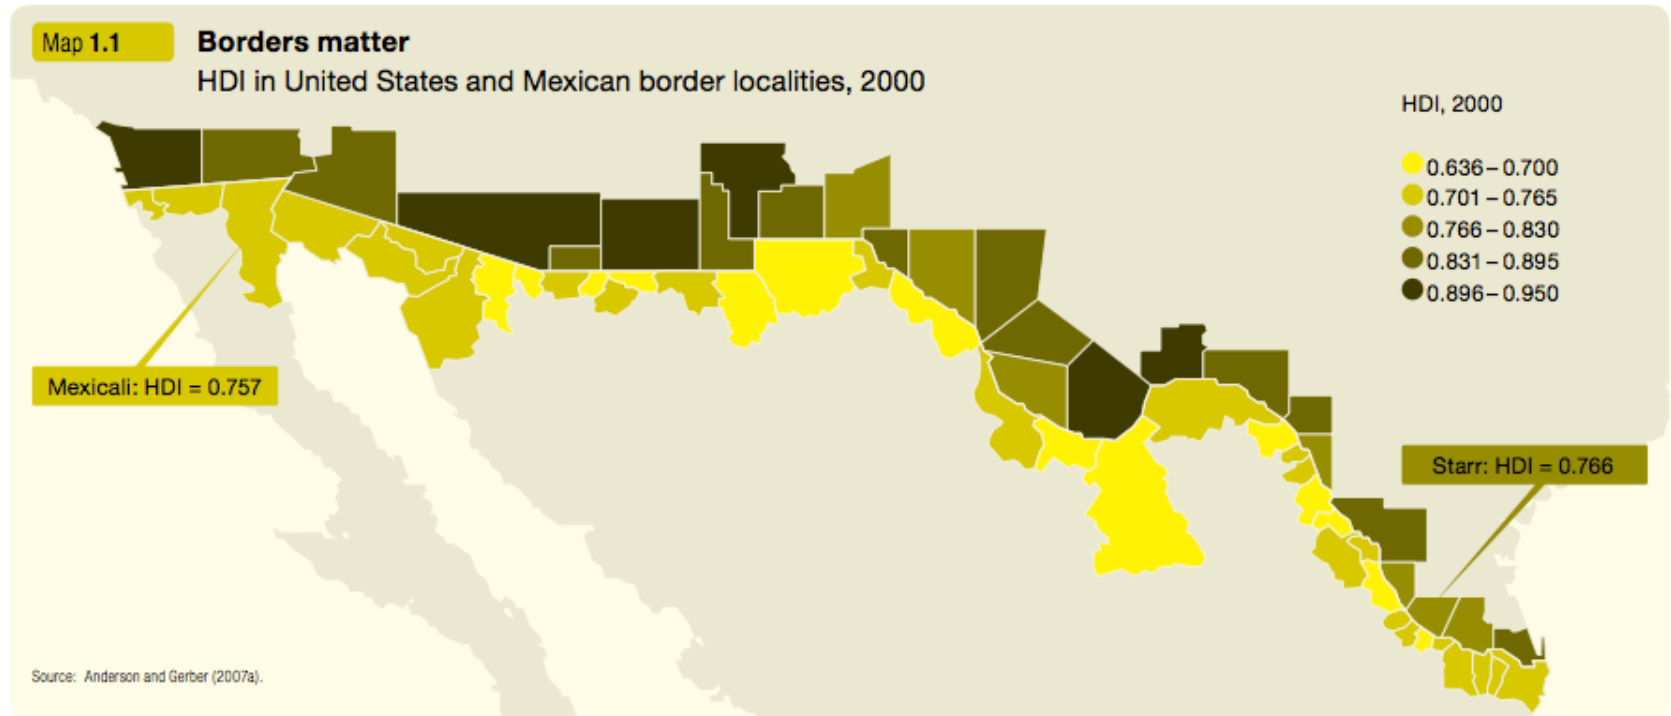 Map 1.1
Borders matter
HDI in United States and Mexican border localities, 2000
HDI, 2000
0.636 – 0.700
0.701 – 0.765
0.766 – 0.830
0.831 – 0.895
0.896 – 0.950
Mexicali: HDI = 0.757
Starr: HDI = 0.766
Source: Anderson and Gerber (2007a).